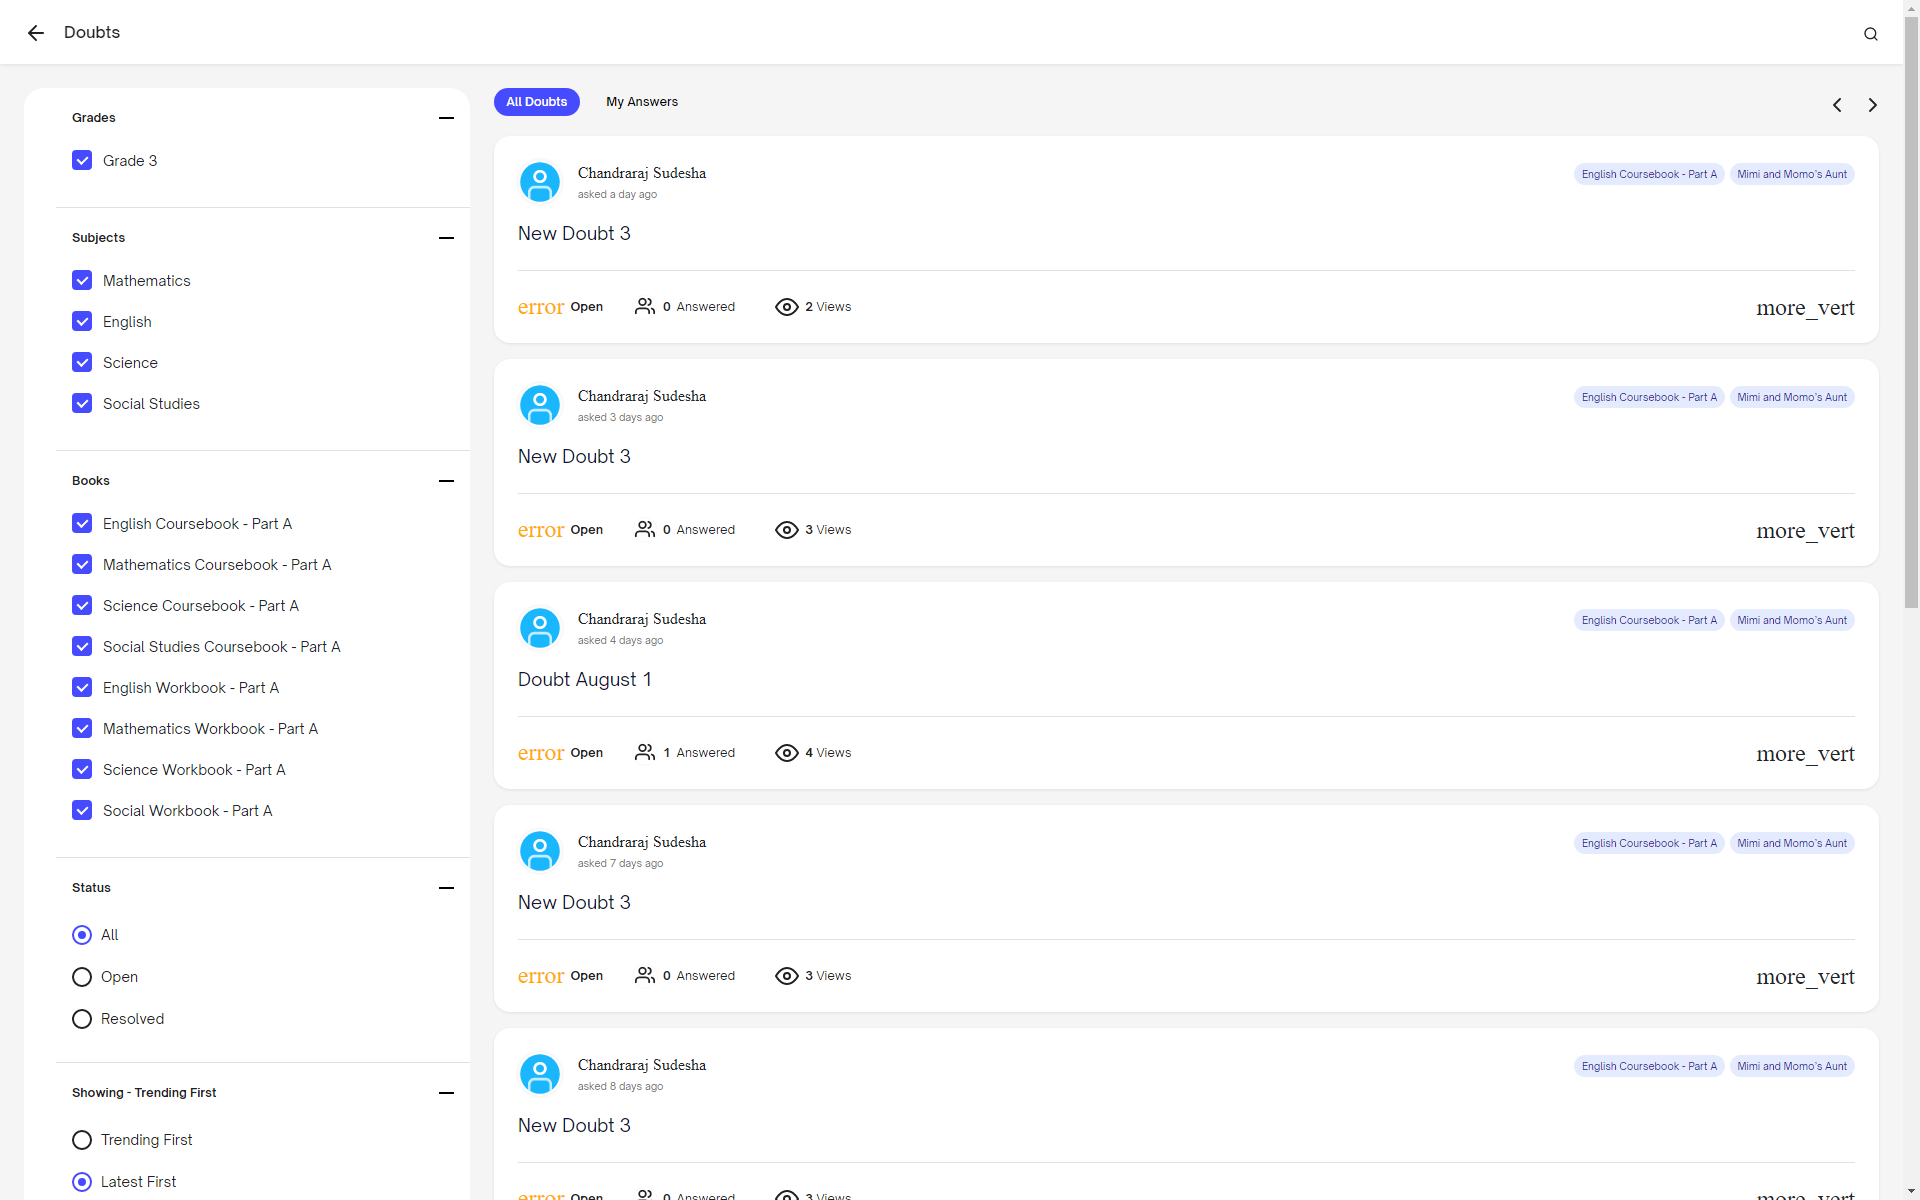 Doubts
Grades
Grade 3
Subjects
Mathematics
English
Science
Social Studies
Books
English Coursebook - Part A
Mathematics Coursebook - Part A
Science Coursebook - Part A
Social Studies Coursebook - Part A
English Workbook - Part A
Mathematics Workbook - Part A
Science Workbook - Part A
Social Workbook - Part A
Status
All
Open
Resolved
Showing - Trending First
Trending First
Latest First
All Doubts My Answers
Chandraraj Sudesha English Coursebook - Part A Mimi and Momo's Aunt
asked a day ago
New Doubt 3
error Open 0 Answered 2 Views more_vert
Chandraraj Sudesha English Coursebook - Part A Mimi and Momo's Aunt
asked 3 days ago
New Doubt 3
error Open 0 Answered 3 Views more_vert
Chandraraj Sudesha English Coursebook - Part A Mimi and Momo's Aunt
asked 4 days ago
Doubt August 1
error Open 1 Answered 4 Views more_vert
Chandraraj Sudesha English Coursebook - Part A Mimi and Momo's Aunt
asked 7 days ago
New Doubt 3
error Open 0 Answered 3 Views more_vert
Chandraraj Sudesha English Coursebook - Part A Mimi and Momo's Aunt
asked 8 days ago
New Doubt 3
error Open 0 Answered 3 Views more_vert